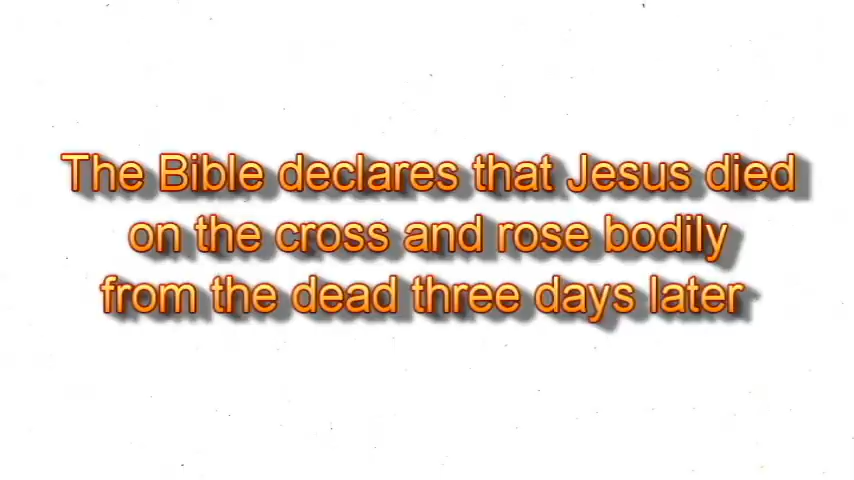 The Bible declares that Jesus died
on the cross and rose bodily
from the dead three days later